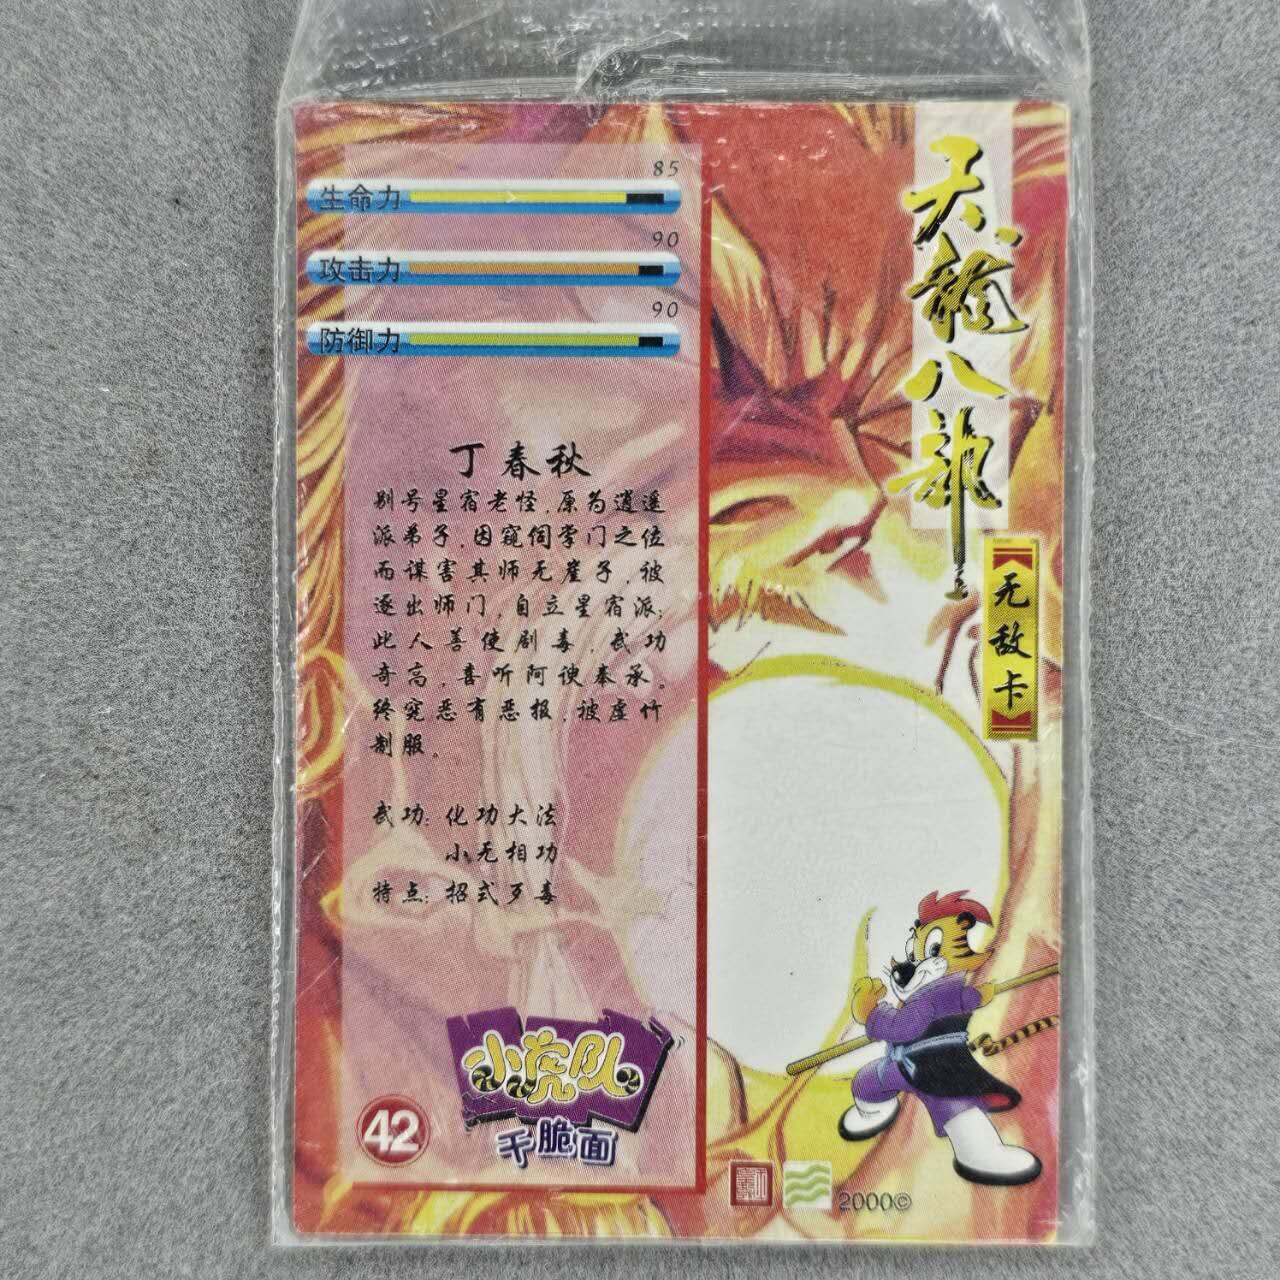 85
生命力
90
攻击力
90
防御力
丁春秋
别号星宿老怪，原为逍遥
派弟子，因窥伺掌门之位
而谋害其师无崖子，被
逐出师门，自立星宿派；
此人善使剧毒，武功
奇高，喜听阿谀奉承。
终究恶有恶报，被虚竹
制服。
武功：化功大法
小无相功
特点：招式歹毒
小虎队
干脆面
42
天龍八部
无敌卡
2000©